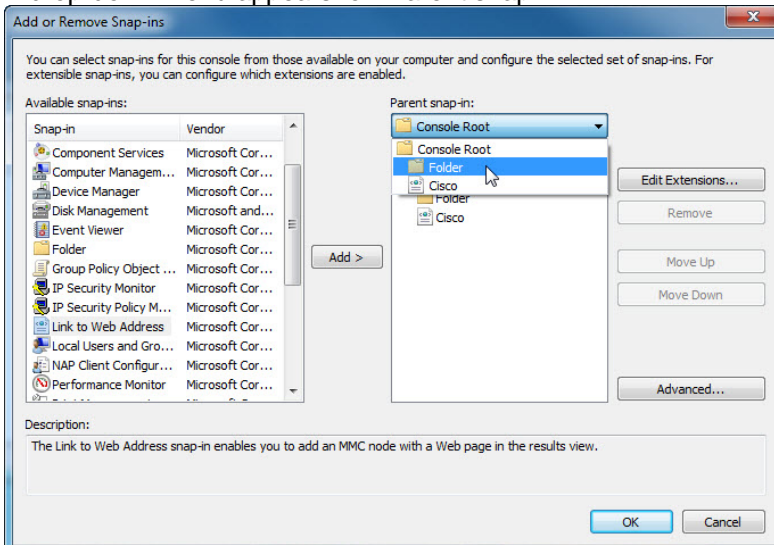 Add or Remove Snap-ins
You can select snap-ins for this console from those available on your computer and configure the selected set of snap-ins. For
extensible snap-ins, you can configure which extensions are enabled.
Available snap-ins:
Parent snap-in:
Snap-in Vendor
Console Root
Component Services Microsoft Cor...
Console Root
Computer Managem... Microsoft Cor...
Folder
Device Manager Microsoft Cor...
Cisco
Edit Extensions...
Disk Management Microsoft and...
Folder
Event Viewer Microsoft Cor...
Cisco
Remove
Folder Microsoft Cor...
Add >
Group Policy Object ... Microsoft Cor...
Move Up
IP Security Monitor Microsoft Cor...
IP Security Policy M... Microsoft Cor...
Move Down
Link to Web Address Microsoft Cor...
Local Users and Gro... Microsoft Cor...
NAP Client Configur... Microsoft Cor...
Performance Monitor Microsoft Cor...
Advanced...
Description:
The Link to Web Address snap-in enables you to add an MMC node with a Web page in the results view.
OK Cancel